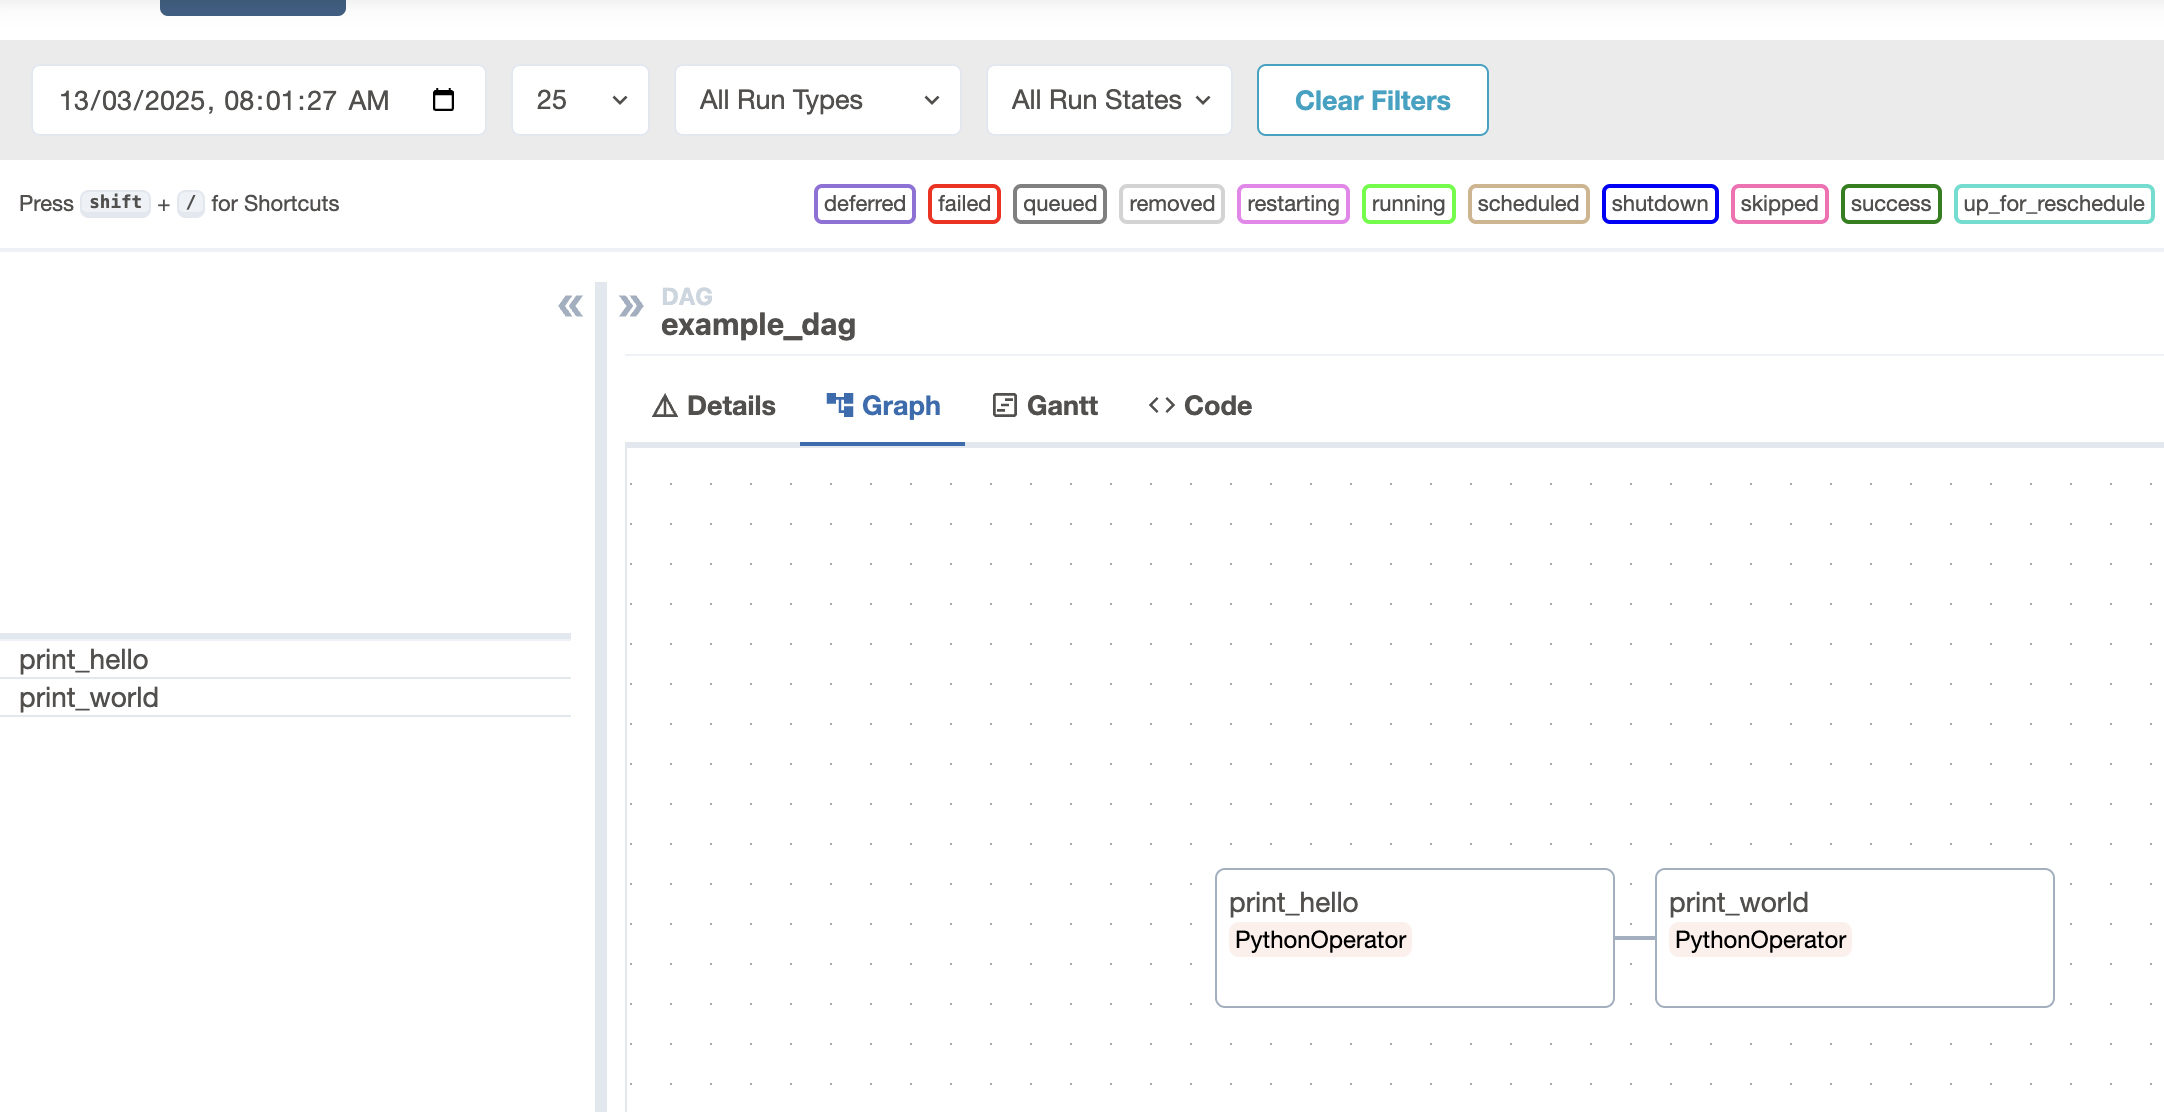 13/03/2025, 08:01:27 AM 25 All Run Types All Run States Clear Filters
Press shift + / for Shortcuts deferred failed queued removed restarting running scheduled shutdown skipped success up_for_reschedule
DAG
example_dag
Details Graph Gantt Code
print_hello
print_world
print_hello
PythonOperator
print_world
PythonOperator